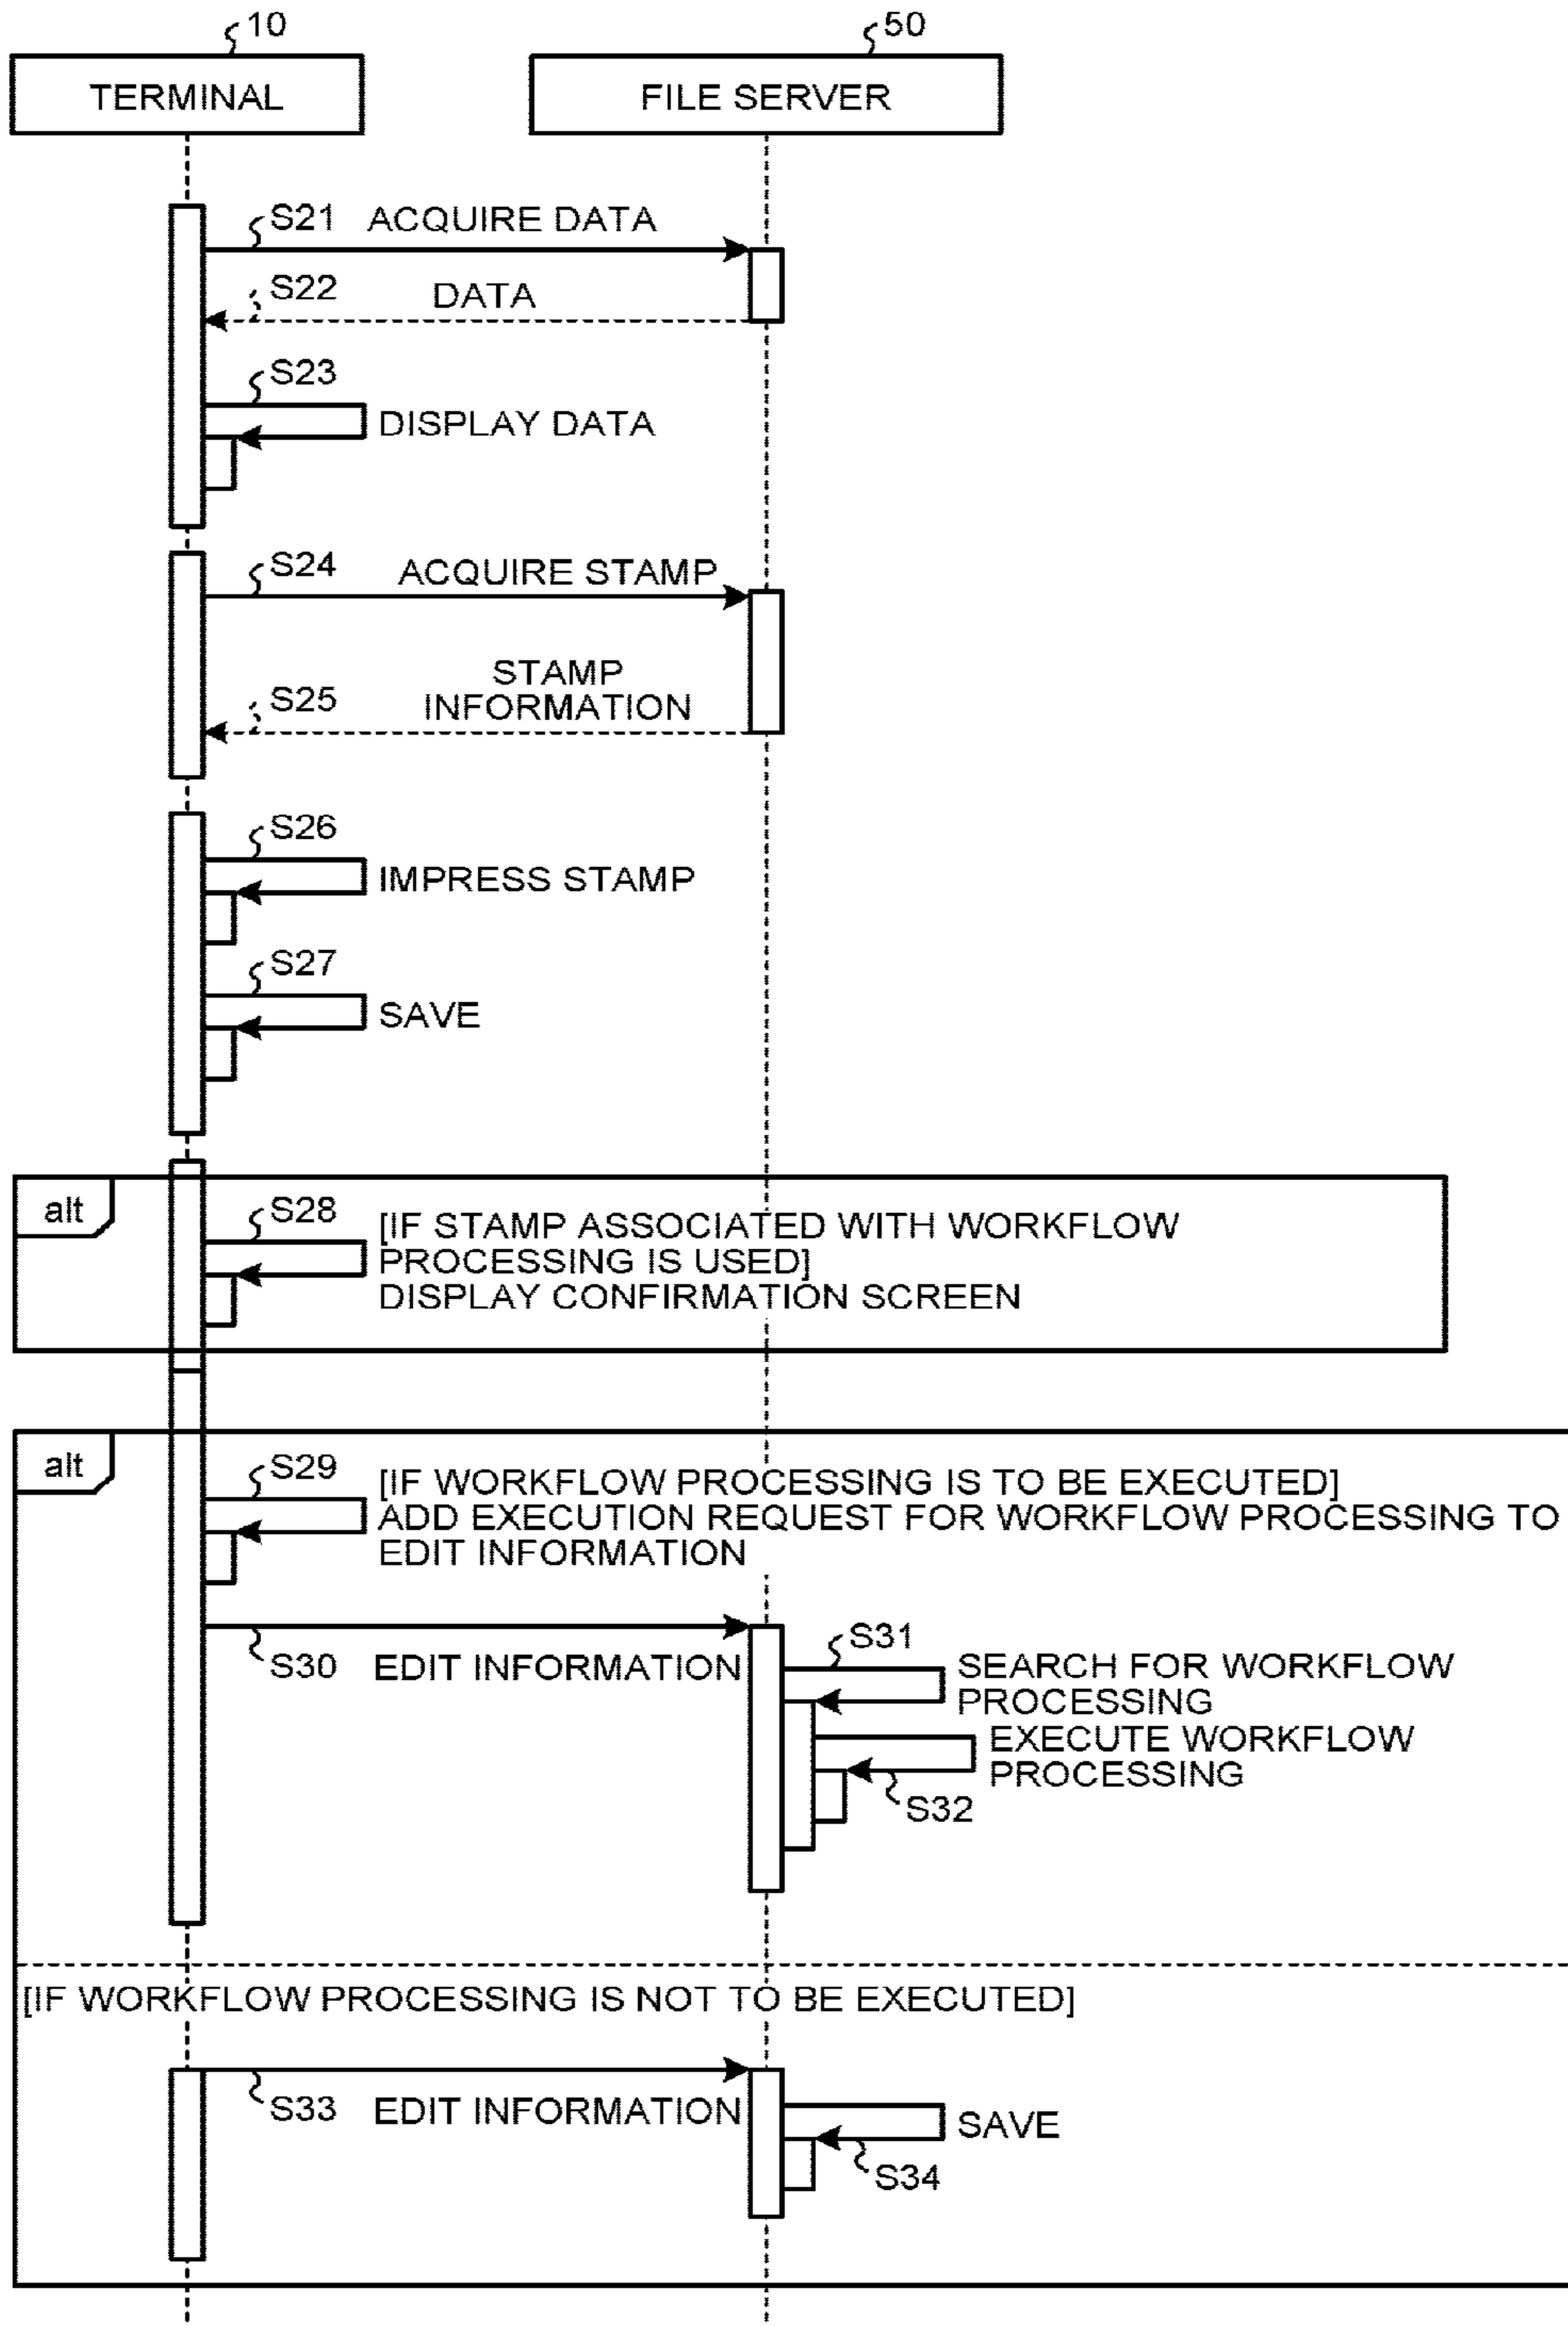 10
50
TERMINAL
FILE SERVER
S21 ACQUIRE DATA
S22 DATA
S23
DISPLAY DATA
S24 ACQUIRE STAMP
STAMP
S25 INFORMATION
S26
IMPRESS STAMP
S27
SAVE
alt
S28
[IF STAMP ASSOCIATED WITH WORKFLOW
PROCESSING IS USED]
DISPLAY CONFIRMATION SCREEN
alt
S29
[IF WORKFLOW PROCESSING IS TO BE EXECUTED]
ADD EXECUTION REQUEST FOR WORKFLOW PROCESSING TO
EDIT INFORMATION
S30 EDIT INFORMATION
S31
SEARCH FOR WORKFLOW
PROCESSING
EXECUTE WORKFLOW
PROCESSING
S32
[IF WORKFLOW PROCESSING IS NOT TO BE EXECUTED]
S33 EDIT INFORMATION
SAVE
S34